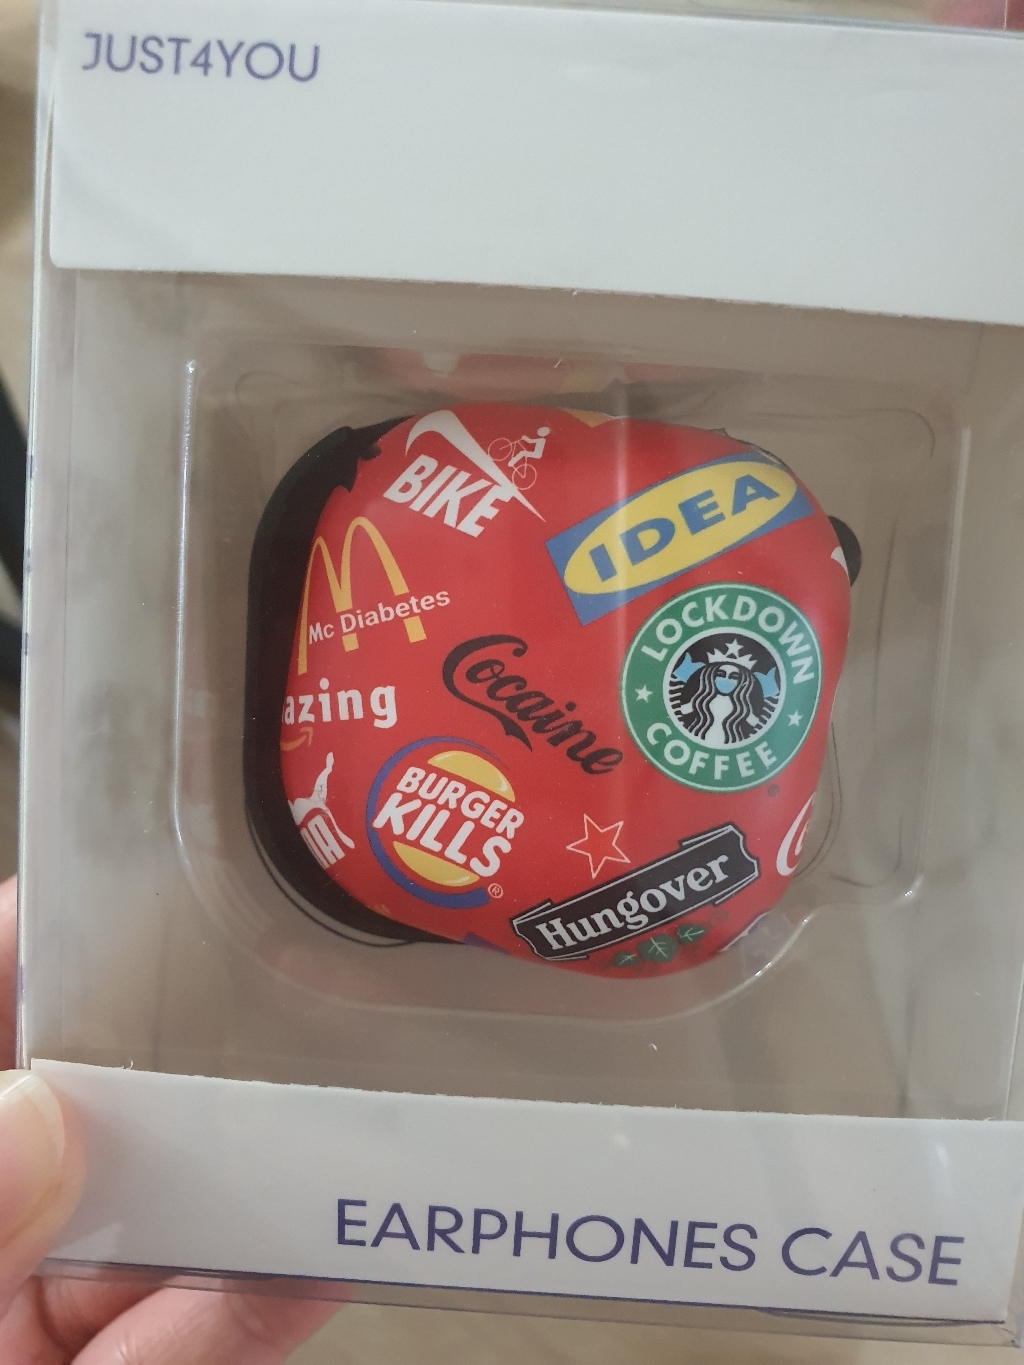 JUST4YOU
BIKE
IDEA
Mc Diabetes
LOCKDOWN
COFFEE
Cocaine
azing
BURGER
KILLS
®
Hungover
EARPHONES CASE